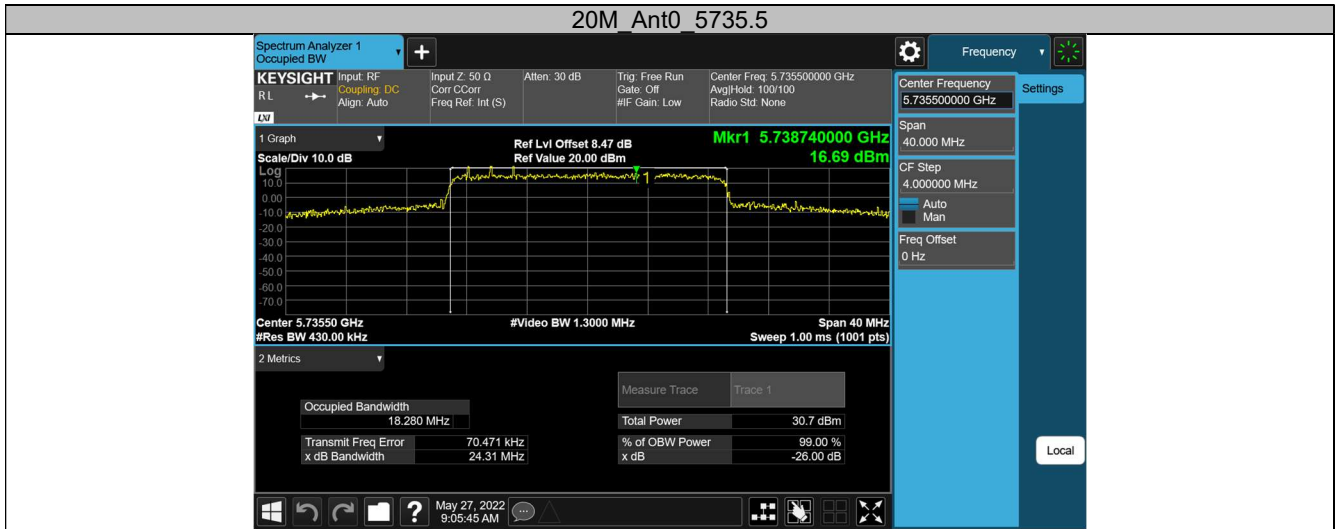 20M_Ant0_5735.5
Spectrum Analyzer 1
Occupied BW
+
Frequency
KEYSIGHT
R L
LXI
Input: RF
Coupling: DC
Align: Auto
Input Z: 50 Ω
Corr CCorr
Freq Ref: Int (S)
Atten: 30 dB
Trig: Free Run
Gate: Off
#IF Gain: Low
Center Freq: 5.735500000 GHz
Avg|Hold: 100/100
Radio Std: None
Center Frequency
5.735500000 GHz
Settings
Span
40.000 MHz
CF Step
4.000000 MHz
Auto
Man
Freq Offset
0 Hz
Local
1 Graph
Scale/Div 10.0 dB
Ref Lvl Offset 8.47 dB
Ref Value 20.00 dBm
Mkr1 5.738740000 GHz
16.69 dBm
Log
10.0
0.00
-10.0
-20.0
-30.0
-40.0
-50.0
-60.0
-70.0
1
Center 5.73550 GHz
#Video BW 1.3000 MHz
Span 40 MHz
#Res BW 430.00 kHz
Sweep 1.00 ms (1001 pts)
2 Metrics
Measure Trace
Trace 1
Occupied Bandwidth
18.280 MHz
Total Power
30.7 dBm
Transmit Freq Error
70.471 kHz
% of OBW Power
99.00 %
x dB Bandwidth
24.31 MHz
x dB
-26.00 dB
?
May 27, 2022
9:05:45 AM